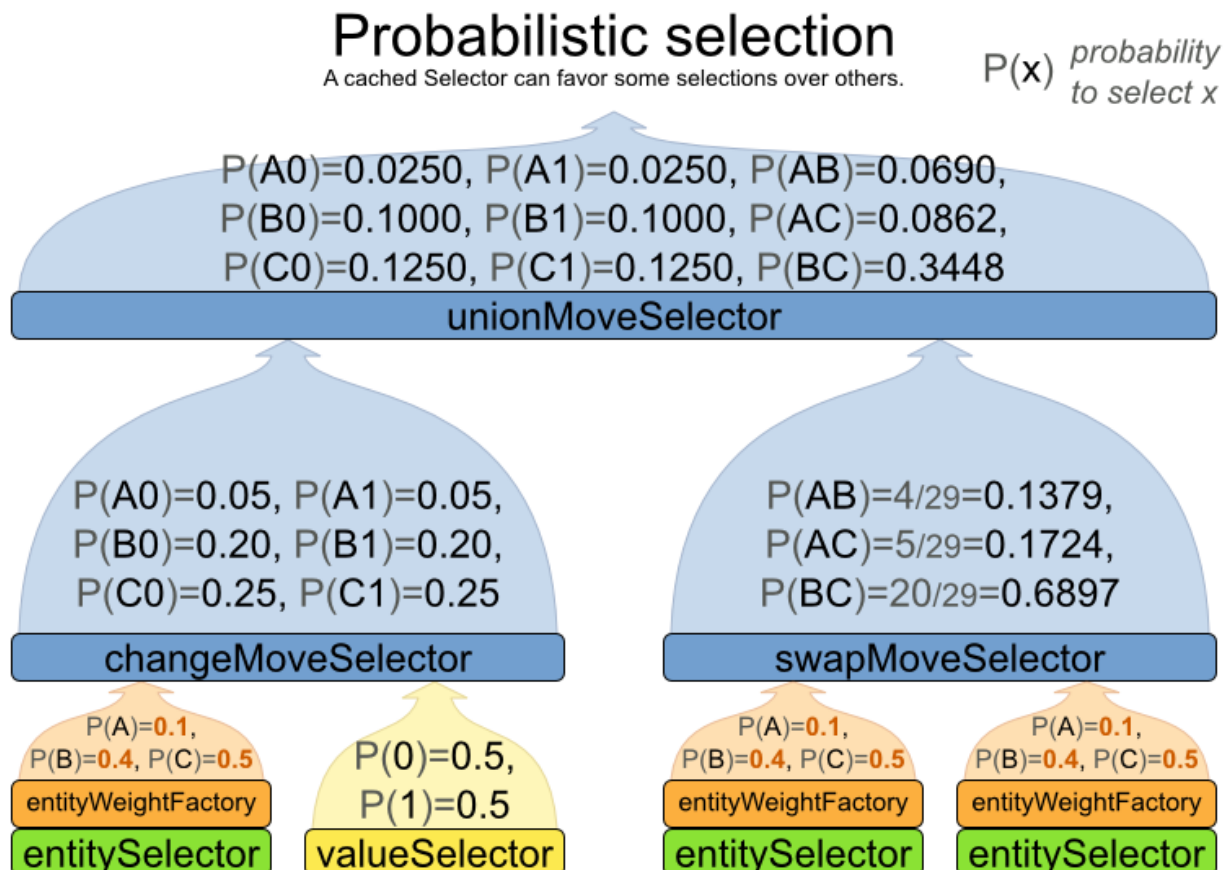 Probabilistic selection
A cached Selector can favor some selections over others.
P(x) probability
to select x
P(A0)=0.0250, P(A1)=0.0250, P(AB)=0.0690,
P(B0)=0.1000, P(B1)=0.1000, P(AC)=0.0862,
P(C0)=0.1250, P(C1)=0.1250, P(BC)=0.3448
unionMoveSelector
P(A0)=0.05, P(A1)=0.05,
P(B0)=0.20, P(B1)=0.20,
P(C0)=0.25, P(C1)=0.25
changeMoveSelector
P(AB)=4/29=0.1379,
P(AC)=5/29=0.1724,
P(BC)=20/29=0.6897
swapMoveSelector
P(A)=0.1,
P(B)=0.4, P(C)=0.5
entityWeightFactory
entitySelector
P(0)=0.5,
P(1)=0.5
valueSelector
P(A)=0.1,
P(B)=0.4, P(C)=0.5
entityWeightFactory
entitySelector
P(A)=0.1,
P(B)=0.4, P(C)=0.5
entityWeightFactory
entitySelector